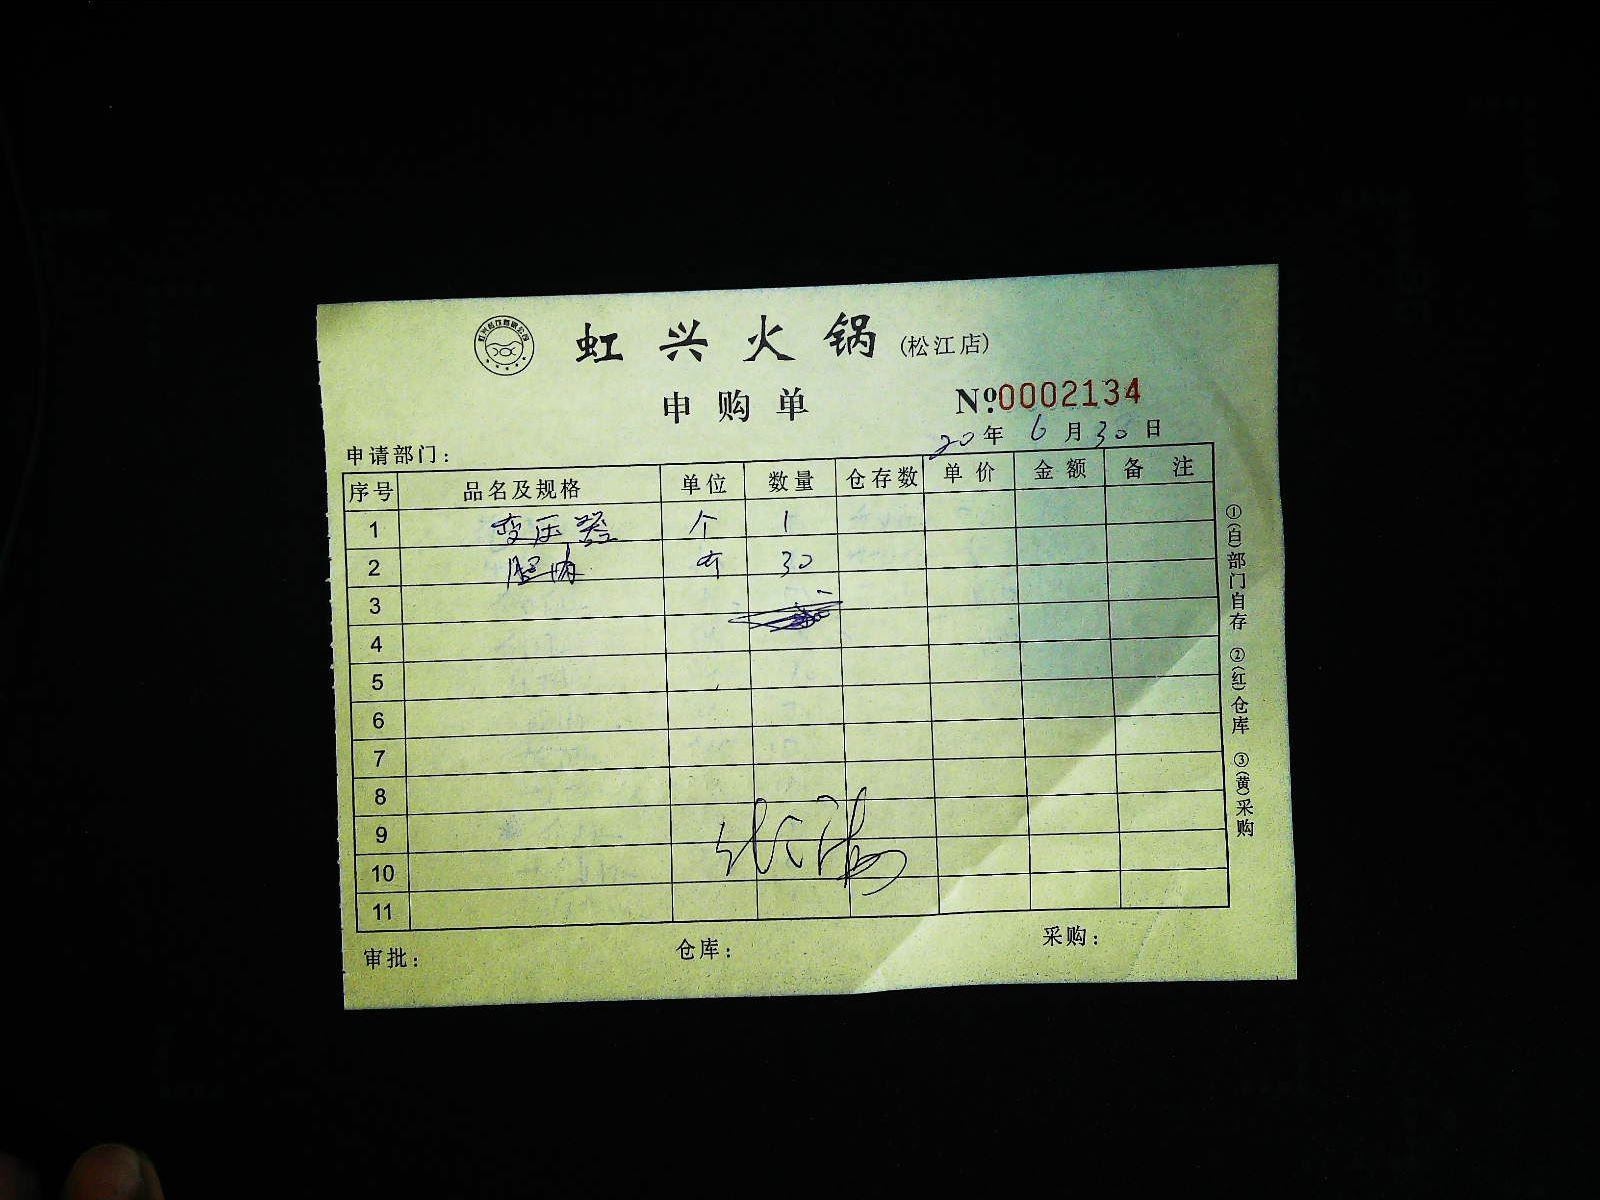 虹兴火锅(松江店)
申购单
Nº:0002134
20年6月30日
申请部门：
序号 品名及规格 单位 数量 仓存数 单价 金额 备注
1 变压器 个 1
2 腿肉 斤 30
3
4
5
6
7
8
9
10
11
审批：
仓库：
采购：
①(白)部门自存 ②(红)仓库 ③(黄)采购